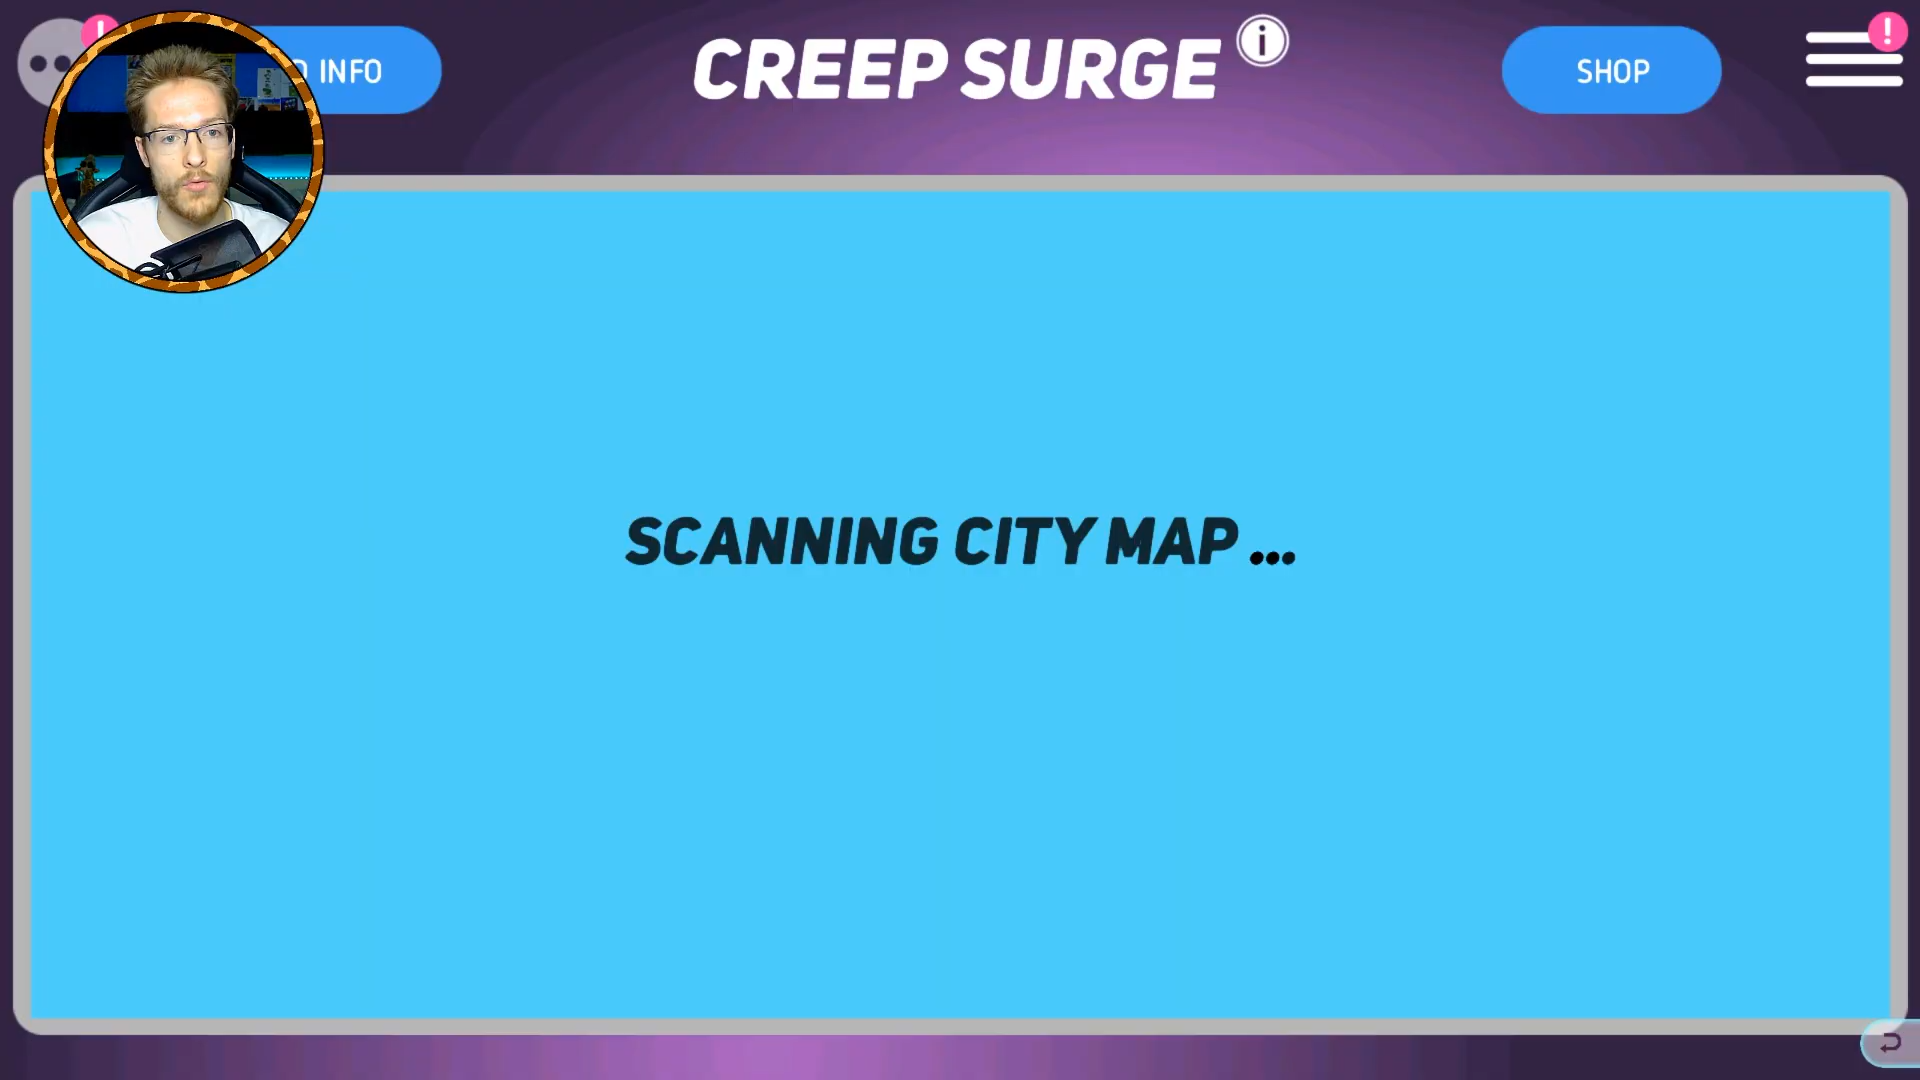 INFO
CREEP SURGE
i
SHOP
!
!
SCANNING CITY MAP ...